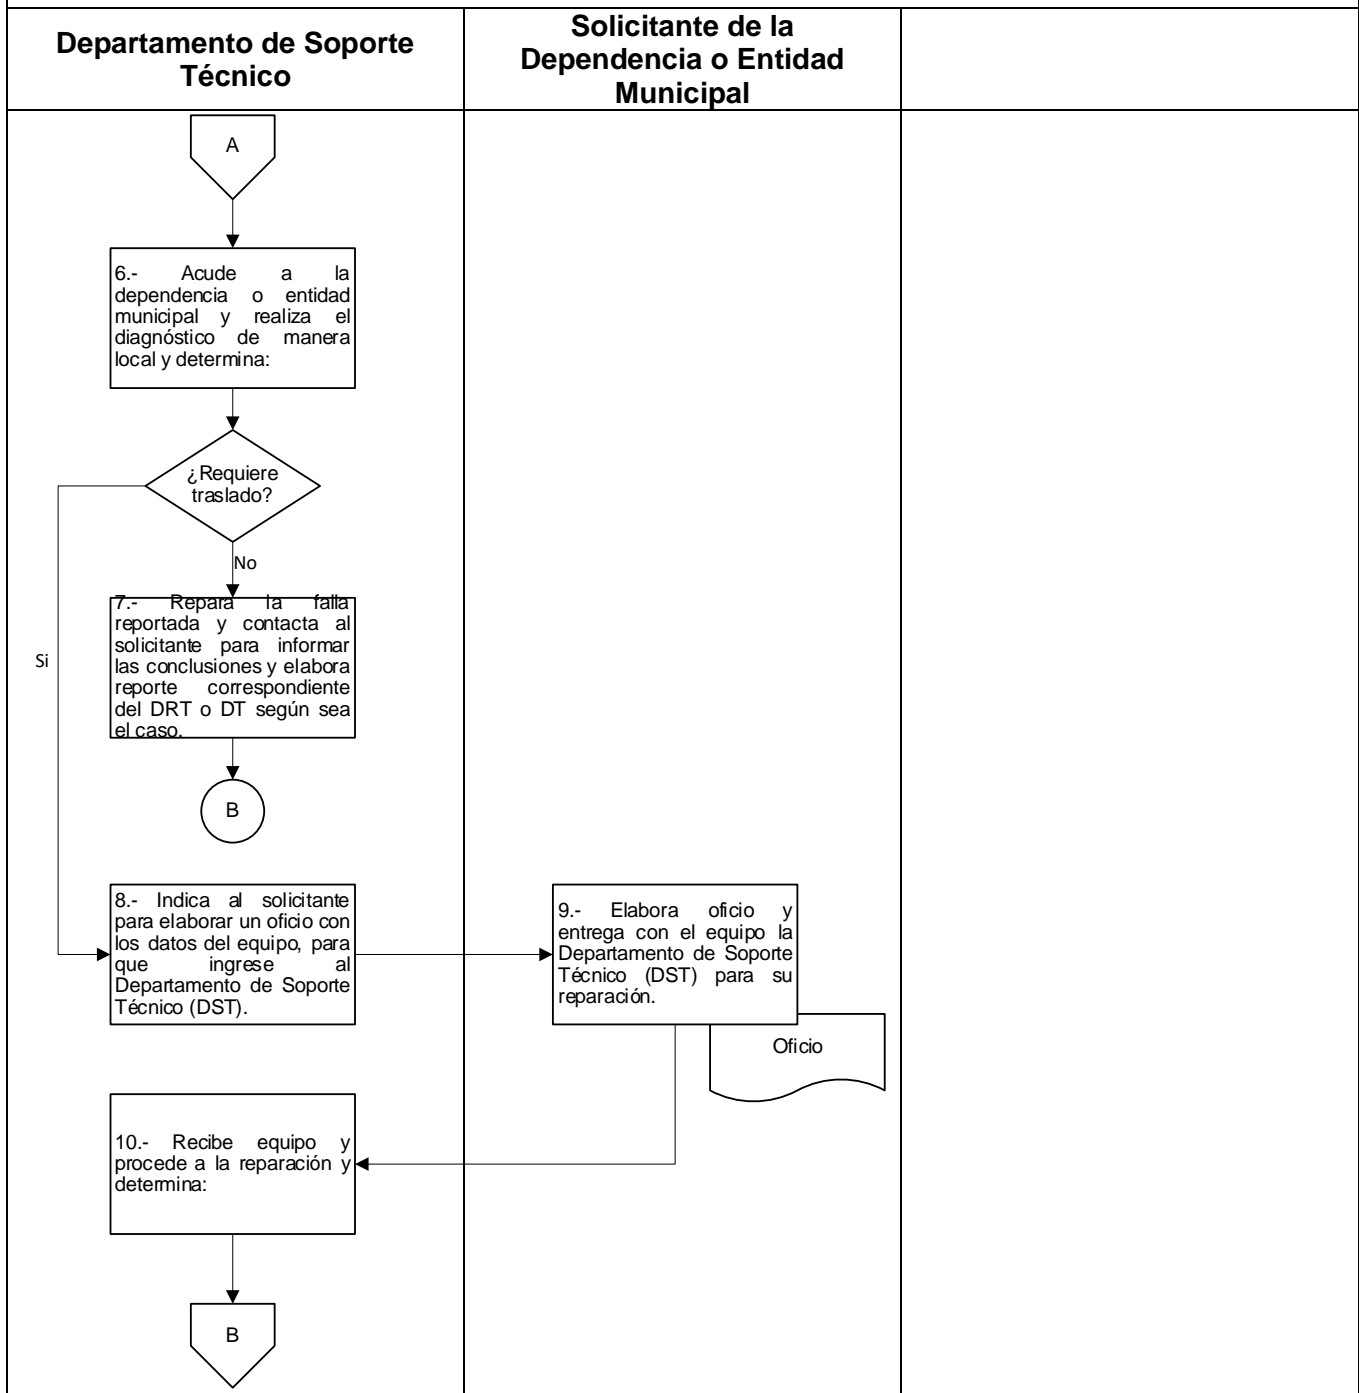 Departamento de Soporte
Técnico
Solicitante de la
Dependencia o Entidad
Municipal
A
6.- Acude a la
dependencia o entidad
municipal y realiza el
diagnóstico de manera
local y determina:
¿Requiere
traslado?
No
Si
7.- Repara la falla
reportada y contacta al
solicitante para informar
las conclusiones y elabora
reporte correspondiente
del DRT o DT según sea
el caso.
B
8.- Indica al solicitante
para elaborar un oficio con
los datos del equipo, para
que ingrese al
Departamento de Soporte
Técnico (DST).
9.- Elabora oficio y
entrega con el equipo la
Departamento de Soporte
Técnico (DST) para su
reparación.
Oficio
10.- Recibe equipo y
procede a la reparación y
determina:
B